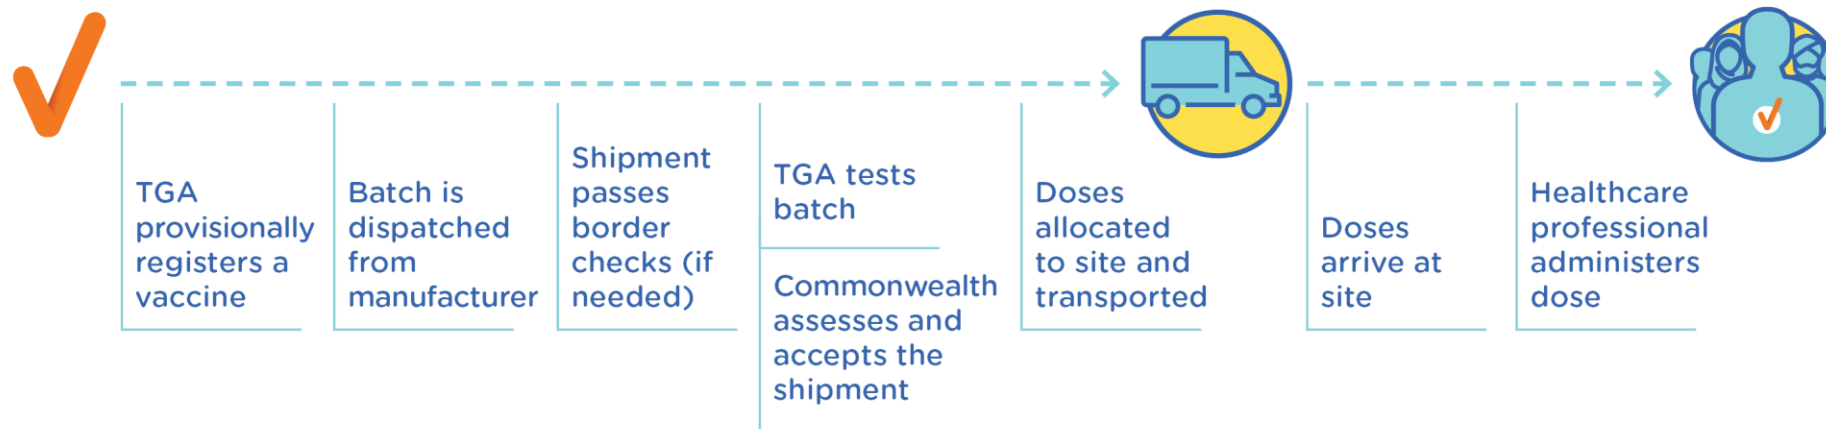 TGA
provisionally
registers a
vaccine
Batch is
dispatched
from
manufacturer
Shipment
passes
border
checks (if
needed)
TGA tests
batch
Commonwealth
assesses and
accepts the
shipment
Doses
allocated
to site and
transported
Doses
arrive at
site
Healthcare
professional
administers
dose